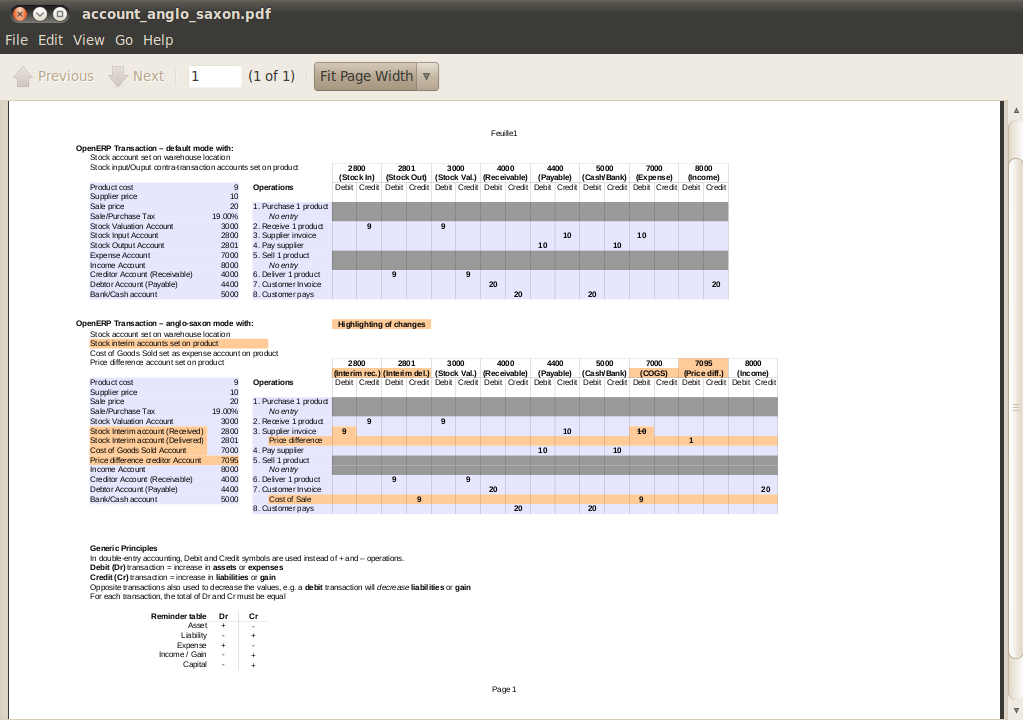 account_anglo_saxon.pdf
File Edit View Go Help
Previous Next 1 (1 of 1) Fit Page Width
Feuille1
OpenERP Transaction – default mode with:
Stock account set on warehouse location
Stock input/Ouput contra-transaction accounts set on product
2800 2801 3000 4000 4400 5000 7000 8000
(Stock In) (Stock Out) (Stock Val.) (Receivable) (Payable) (Cash/Bank) (Expense) (Income)
Product cost 9 Operations Debit Credit Debit Credit Debit Credit Debit Credit Debit Credit Debit Credit Debit Credit Debit Credit
Supplier price 10
Sale price 20 1. Purchase 1 product
Sale/Purchase Tax 19.00% No entry
Stock Valuation Account 3000 2. Receive 1 product 9 9
Stock Input Account 2800 3. Supplier invoice 10 10
Stock Output Account 2801 4. Pay supplier 10 10
Expense Account 7000 5. Sell 1 product
Income Account 8000 No entry
Creditor Account (Receivable) 4000 6. Deliver 1 product 9 9
Debtor Account (Payable) 4400 7. Customer Invoice 20 20
Bank/Cash account 5000 8. Customer pays 20 20
OpenERP Transaction – anglo-saxon mode with: Highlighting of changes
Stock account set on warehouse location
Stock interim accounts set on product
Cost of Goods Sold set as expense account on product
Price difference account set on product
2800 2801 3000 4000 4400 5000 7000 7095 8000
(Interim rec.) (Interim del.) (Stock Val.) (Receivable) (Payable) (Cash/Bank) (COGS) (Price diff.) (Income)
Product cost 9 Operations Debit Credit Debit Credit Debit Credit Debit Credit Debit Credit Debit Credit Debit Credit Debit Credit Debit Credit
Supplier price 10
Sale price 20 1. Purchase 1 product
Sale/Purchase Tax 19.00% No entry
Stock Valuation Account 3000 2. Receive 1 product 9 9
Stock Interim account (Received) 2800 3. Supplier invoice 9 10 10
Stock Interim account (Delivered) 2801 Price difference 1
Cost of Goods Sold Account 7000 4. Pay supplier 10 10
Price difference creditor Account 7095 5. Sell 1 product
Income Account 8000 No entry
Creditor Account (Receivable) 4000 6. Deliver 1 product 9 9
Debtor Account (Payable) 4400 7. Customer Invoice 20 20
Bank/Cash account 5000 Cost of Sale 9 9
8. Customer pays 20 20
Generic Principles
In double-entry accounting, Debit and Credit symbols are used instead of + and – operations.
Debit (Dr) transaction = increase in assets or expenses
Credit (Cr) transaction = increase in liabilities or gain
Opposite transactions also used to decrease the values, e.g. a debit transaction will decrease liabilities or gain
For each transaction, the total of Dr and Cr must be equal
Reminder table Dr Cr
Asset + -
Liability - +
Expense + -
Income / Gain - +
Capital - +
Page 1